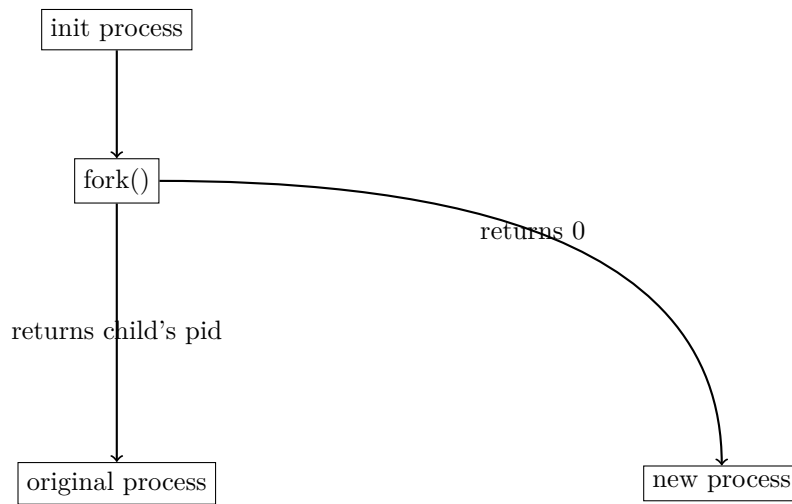 init process
fork()
returns 0
returns child's pid
original process
new process